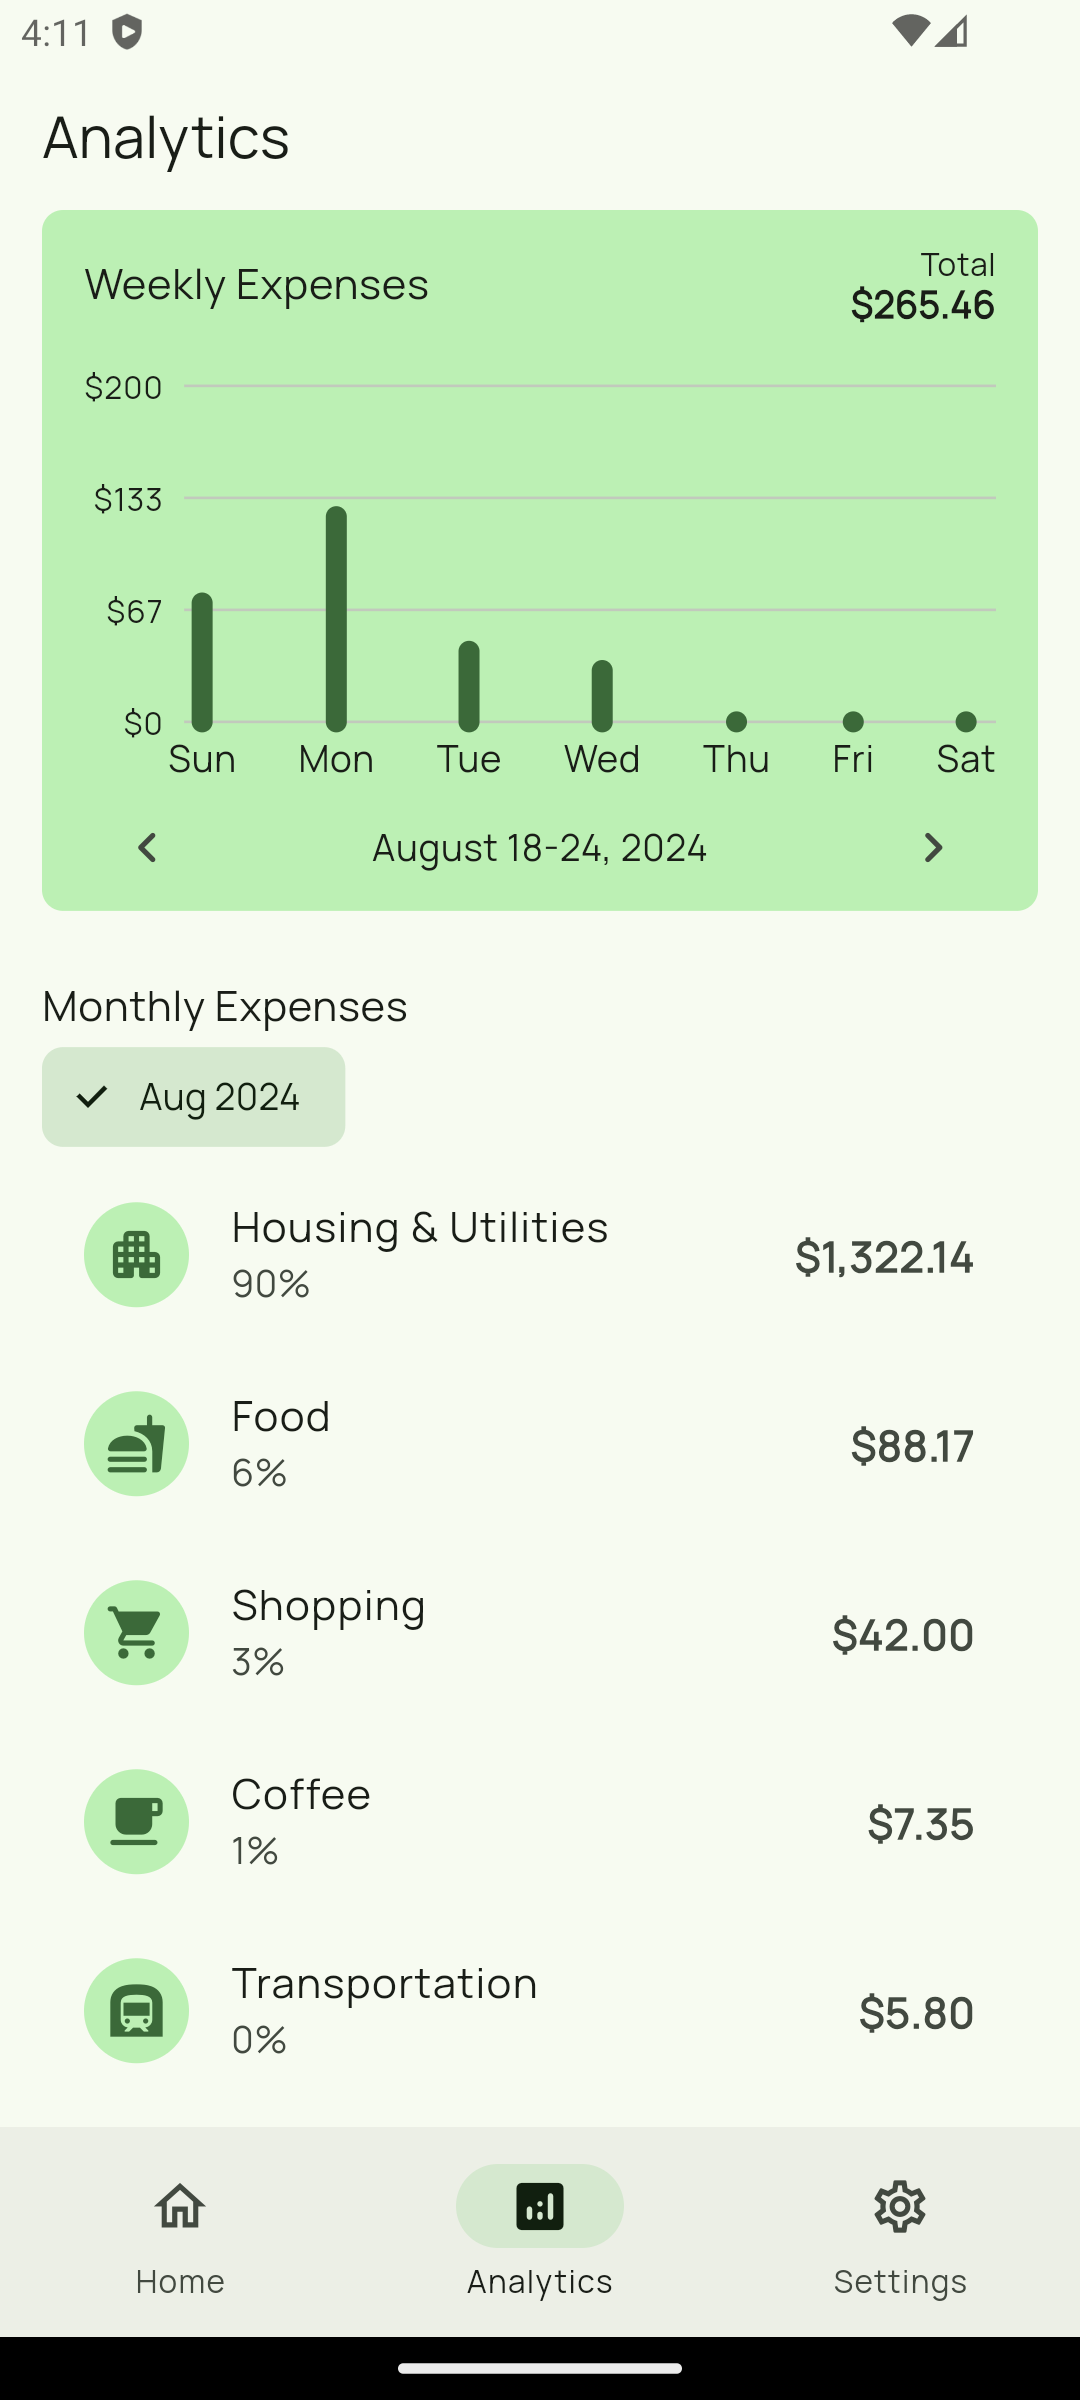 4:11
Analytics
Weekly Expenses
Total
$265.46
$200
$133
$67
$0
Sun Mon Tue Wed Thu Fri Sat
August 18-24, 2024
Monthly Expenses
Aug 2024
Housing & Utilities
90%
$1,322.14
Food
6%
$88.17
Shopping
3%
$42.00
Coffee
1%
$7.35
Transportation
0%
$5.80
Home Analytics Settings